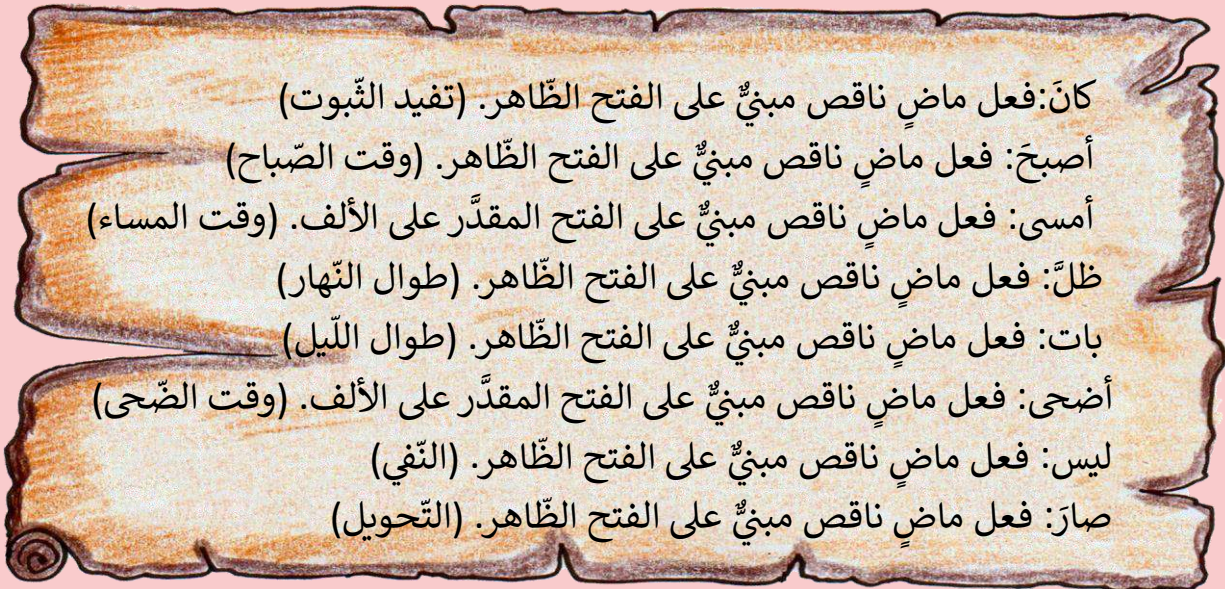 كانَ:فعل ماضٍ ناقص مبنيٌّ على الفتح الظّاهر. (تفيد الثّبوت)
أصبحَ: فعل ماضٍ ناقص مبنيٌّ على الفتح الظّاهر. (وقت الصّباح)
أمسى: فعل ماضٍ ناقص مبنيٌّ على الفتح المقدَّر على الألف. (وقت المساء)
ظلَّ: فعل ماضٍ ناقص مبنيٌّ على الفتح الظّاهر. (طوال النّهار)
بات: فعل ماضٍ ناقص مبنيٌّ على الفتح الظّاهر. (طوال اللّيل)
أضحى: فعل ماضٍ ناقص مبنيٌّ على الفتح المقدَّر على الألف. (وقت الضّحى)
ليس: فعل ماضٍ ناقص مبنيٌّ على الفتح الظّاهر. (النّفي)
صارَ: فعل ماضٍ ناقص مبنيٌّ على الفتح الظّاهر. (التّحويل)